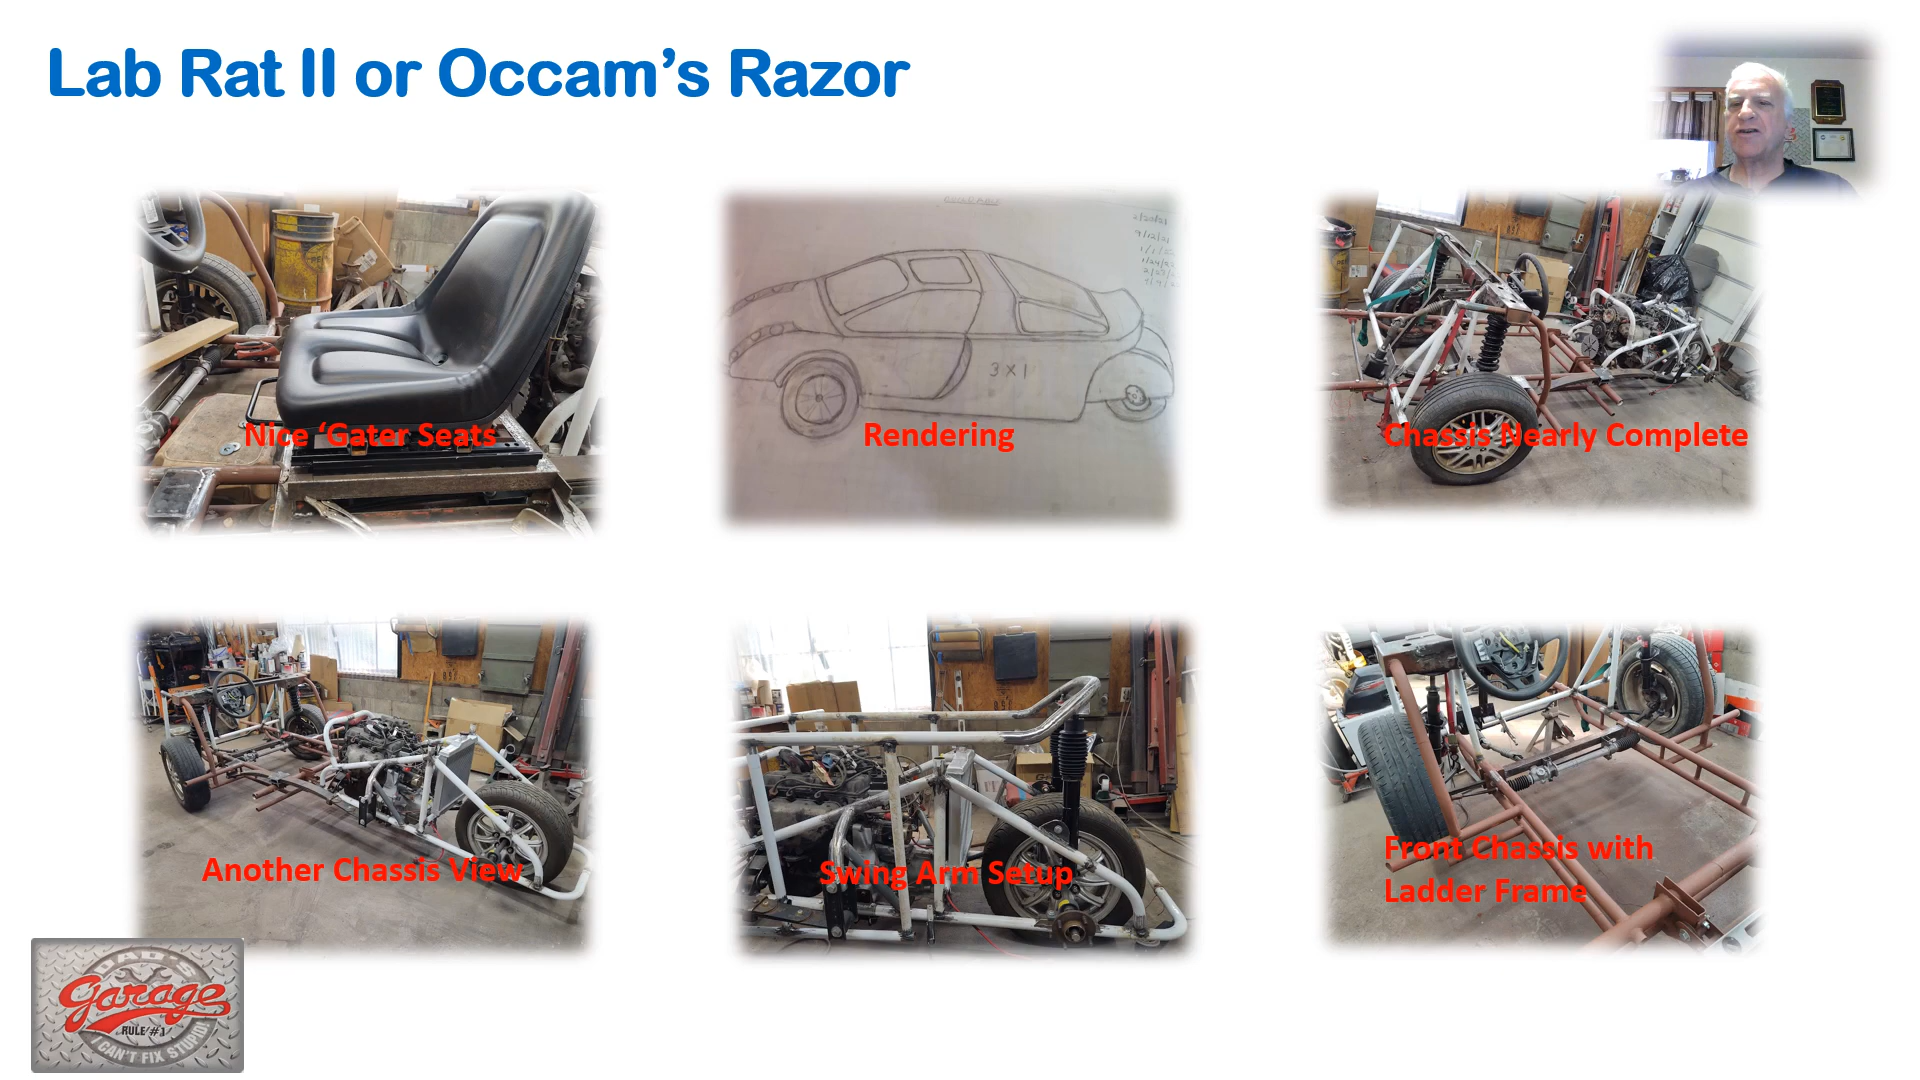 Lab Rat II or Occam’s Razor
Nice ‘Gater Seats
Rendering
3 X 1
Chassis Nearly Complete
Another Chassis View
Swing Arm Setup
Front Chassis with
Ladder Frame
DAD'S
Garage
RULE #1
I CAN'T FIX STUPID!